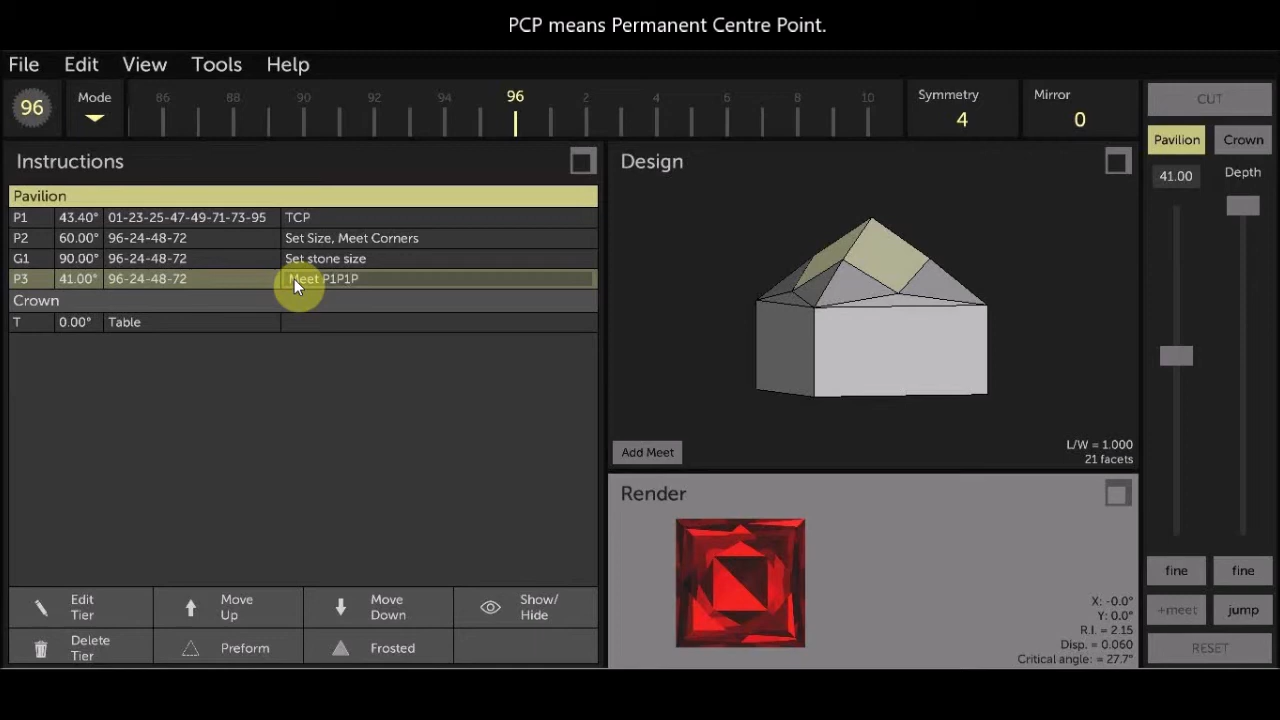 PCP means Permanent Centre Point.
File Edit View Tools Help
96 Mode 86 88 90 92 94 96 2 4 6 8 10 Symmetry 4 Mirror 0 CUT
Pavilion Crown
Instructions
Design
41.00 Depth
Pavilion
P1 43.40° 01-23-25-47-49-71-73-95 TCP
P2 60.00° 96-24-48-72 Set Size, Meet Corners
G1 90.00° 96-24-48-72 Set stone size
P3 41.00° 96-24-48-72 Meet P1P1P
Crown
T 0.00° Table
Add Meet
L/W = 1.000
21 facets
Render
X: -0.0°
Y: 0.0°
R.I. = 2.15
Disp. = 0.060
Critical angle: = 27.7°
Edit Tier
Move Up
Move Down
Show/ Hide
Delete Tier
Preform
Frosted
fine fine
+meet jump
RESET